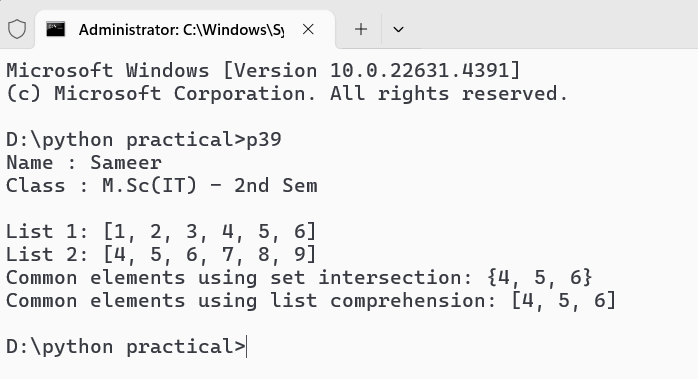 Administrator: C:\Windows\Sy
Microsoft Windows [Version 10.0.22631.4391]
(c) Microsoft Corporation. All rights reserved.
D:\python practical>p39
Name : Sameer
Class : M.Sc(IT) - 2nd Sem
List 1: [1, 2, 3, 4, 5, 6]
List 2: [4, 5, 6, 7, 8, 9]
Common elements using set intersection: {4, 5, 6}
Common elements using list comprehension: [4, 5, 6]
D:\python practical>